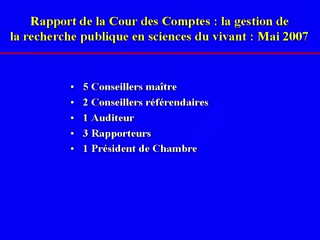 Rapport de la Cour des Comptes : la gestion de
la recherche publique en sciences du vivant : Mai 2007
• 5 Conseillers maître
• 2 Conseillers référendaires
• 1 Auditeur
• 3 Rapporteurs
• 1 Président de Chambre